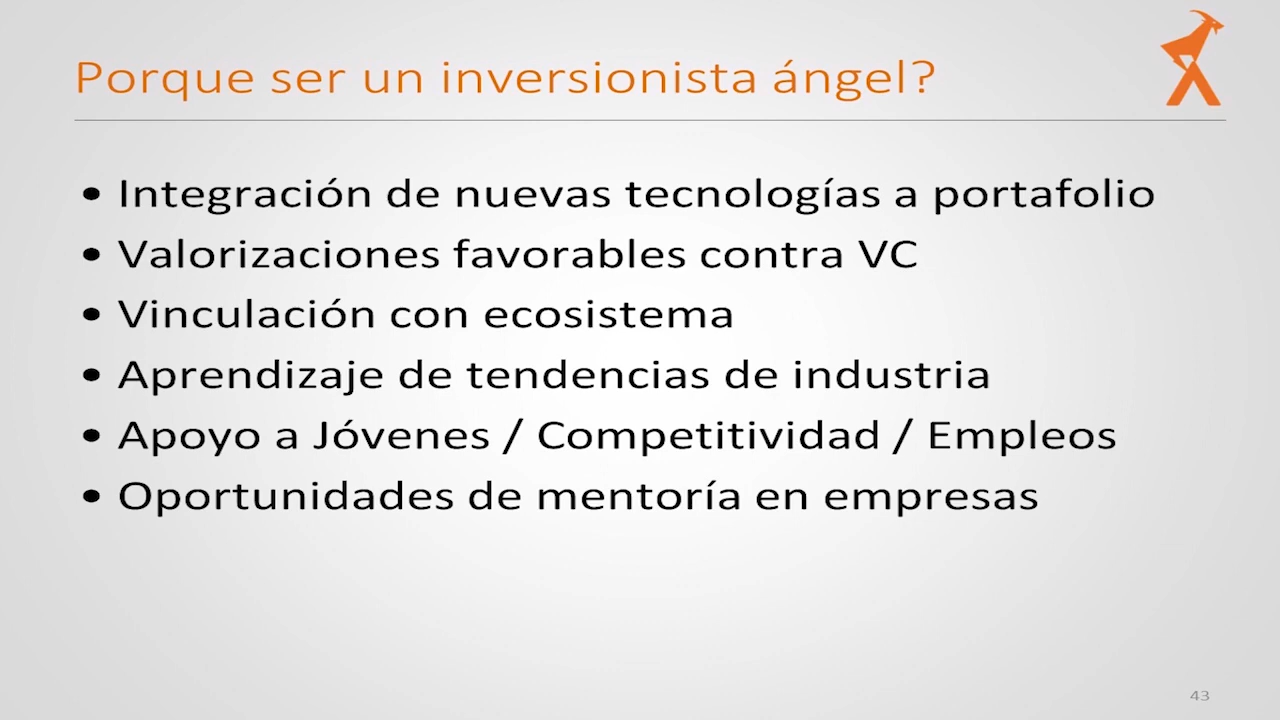 Porque ser un inversionista ángel?
• Integración de nuevas tecnologías a portafolio
• Valorizaciones favorables contra VC
• Vinculación con ecosistema
• Aprendizaje de tendencias de industria
• Apoyo a Jóvenes / Competitividad / Empleos
• Oportunidades de mentoría en empresas
43